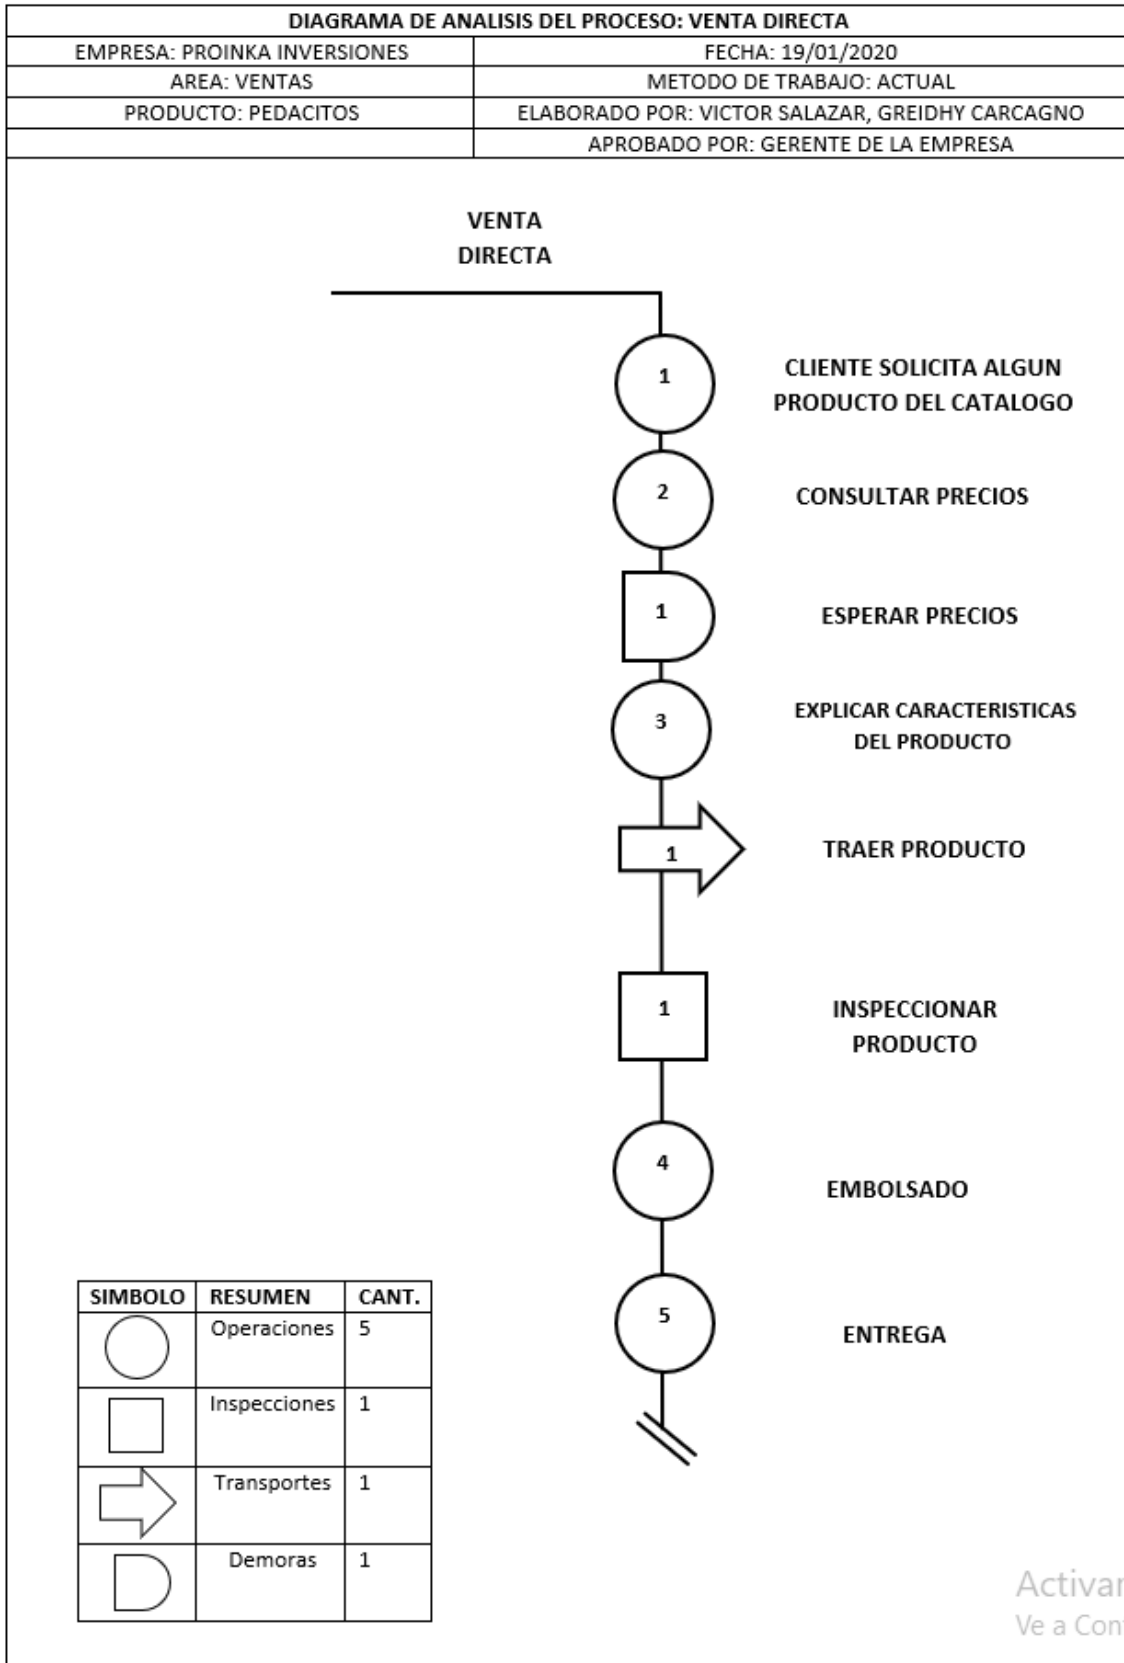 DIAGRAMA DE ANALISIS DEL PROCESO: VENTA DIRECTA
EMPRESA: PROINKA INVERSIONES
FECHA: 19/01/2020
AREA: VENTAS
METODO DE TRABAJO: ACTUAL
PRODUCTO: PEDACITOS
ELABORADO POR: VICTOR SALAZAR, GREIDHY CARCAGNO
APROBADO POR: GERENTE DE LA EMPRESA
VENTA
DIRECTA
1
CLIENTE SOLICITA ALGUN
PRODUCTO DEL CATALOGO
2
CONSULTAR PRECIOS
1
ESPERAR PRECIOS
3
EXPLICAR CARACTERISTICAS
DEL PRODUCTO
1
TRAER PRODUCTO
1
INSPECCIONAR
PRODUCTO
4
EMBOLSADO
5
ENTREGA
SIMBOLO RESUMEN CANT.
Operaciones 5
Inspecciones 1
Transportes 1
Demoras 1
Activar
Ve a Con